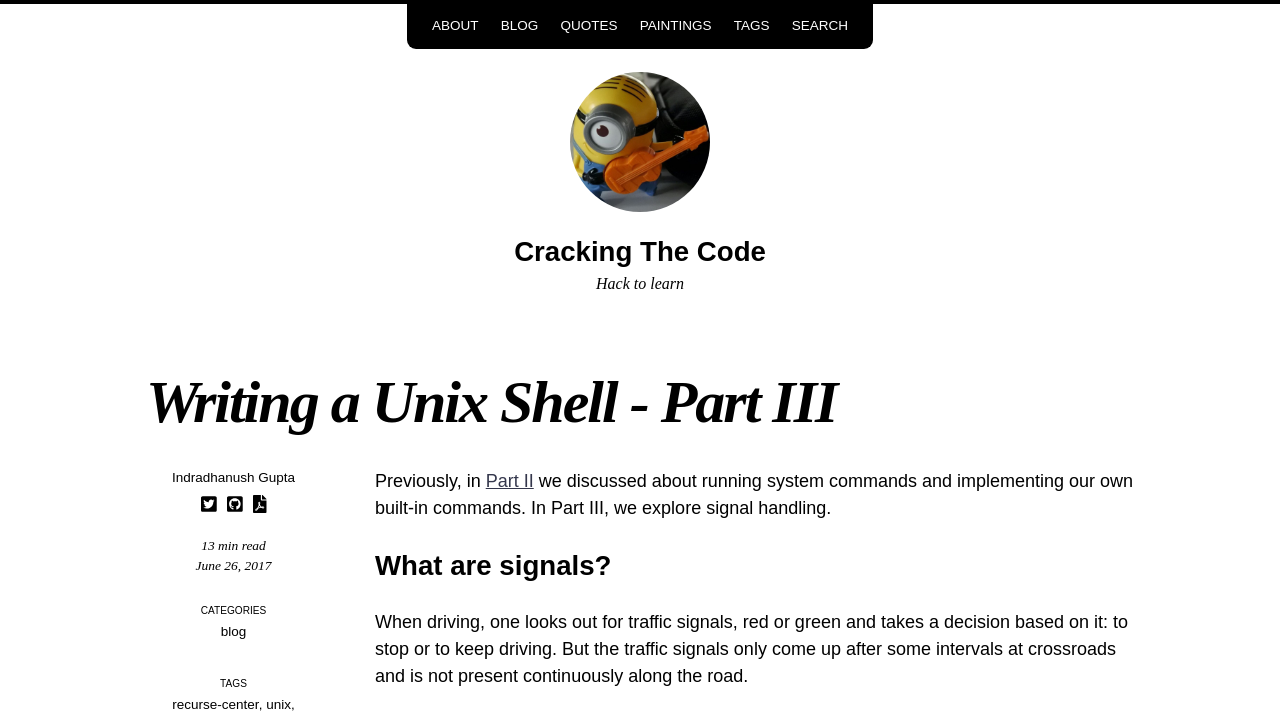 ABOUT BLOG QUOTES PAINTINGS TAGS SEARCH
Cracking The Code
Hack to learn
Writing a Unix Shell - Part III
Indradhanush Gupta
13 min read
June 26, 2017
CATEGORIES
blog
TAGS
recurse-center, unix,
Previously, in Part II we discussed about running system commands and implementing our own
built-in commands. In Part III, we explore signal handling.
What are signals?
When driving, one looks out for traffic signals, red or green and takes a decision based on it: to
stop or to keep driving. But the traffic signals only come up after some intervals at crossroads
and is not present continuously along the road.